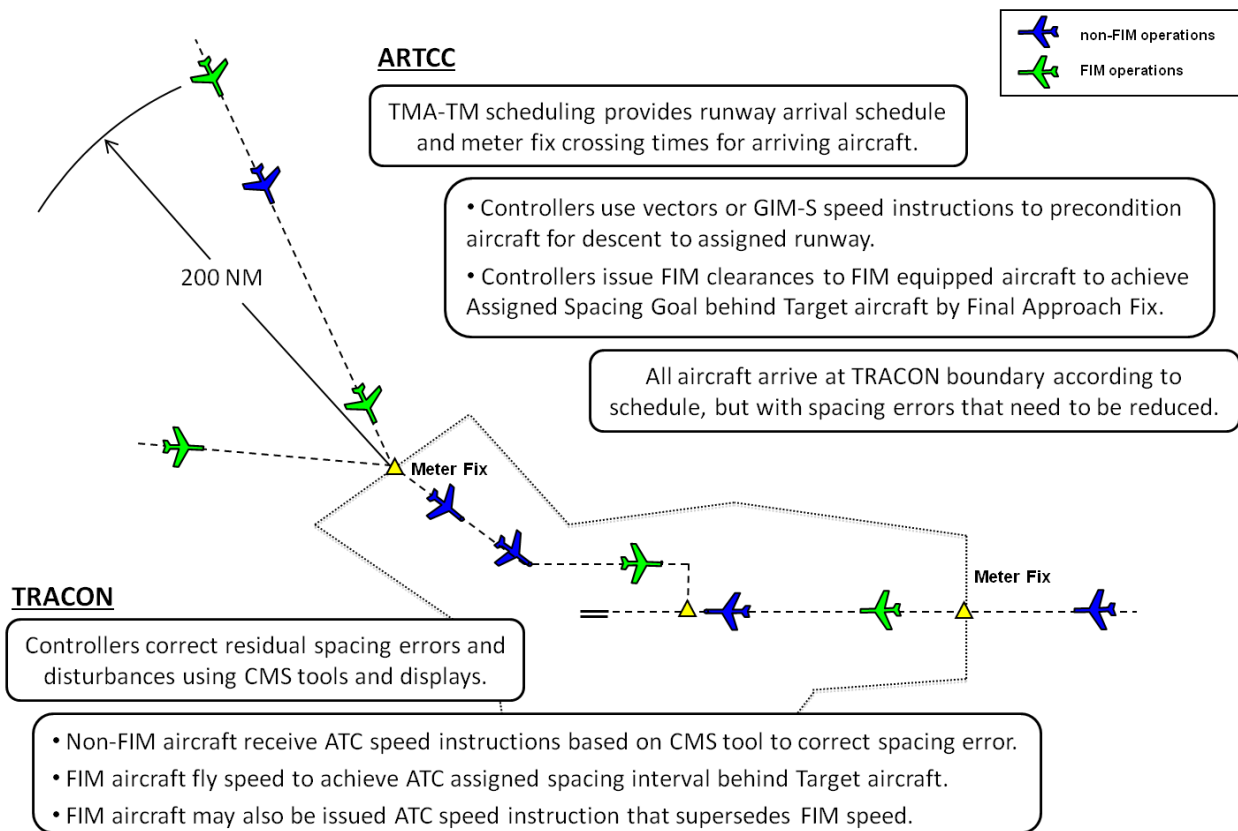 non-FIM operations
FIM operations
ARTCC
TMA-TM scheduling provides runway arrival schedule
and meter fix crossing times for arriving aircraft.
• Controllers use vectors or GIM-S speed instructions to precondition
aircraft for descent to assigned runway.
• Controllers issue FIM clearances to FIM equipped aircraft to achieve
Assigned Spacing Goal behind Target aircraft by Final Approach Fix.
200 NM
All aircraft arrive at TRACON boundary according to
schedule, but with spacing errors that need to be reduced.
Meter Fix
Meter Fix
TRACON
Controllers correct residual spacing errors and
disturbances using CMS tools and displays.
• Non-FIM aircraft receive ATC speed instructions based on CMS tool to correct spacing error.
• FIM aircraft fly speed to achieve ATC assigned spacing interval behind Target aircraft.
• FIM aircraft may also be issued ATC speed instruction that supersedes FIM speed.